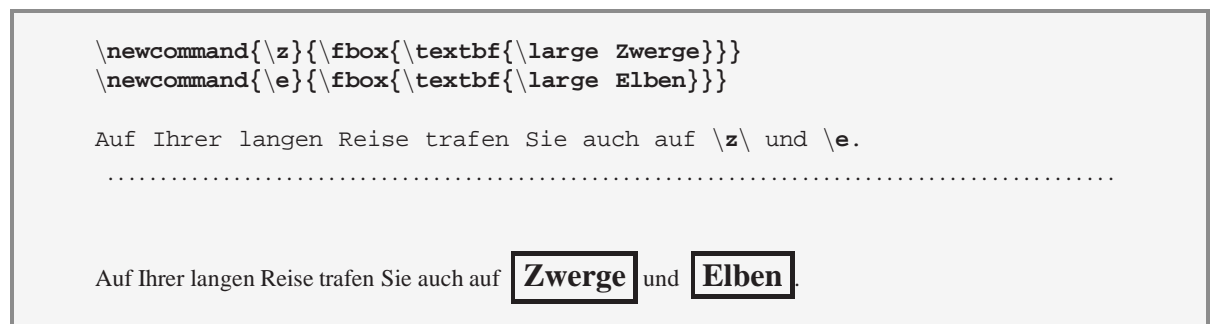 \newcommand{\z}{\fbox{\textbf{\large Zwerge}}}
\newcommand{\e}{\fbox{\textbf{\large Elben}}}
Auf Ihrer langen Reise trafen Sie auch auf \z\ und \e.
Auf Ihrer langen Reise trafen Sie auch auf Zwerge und Elben.